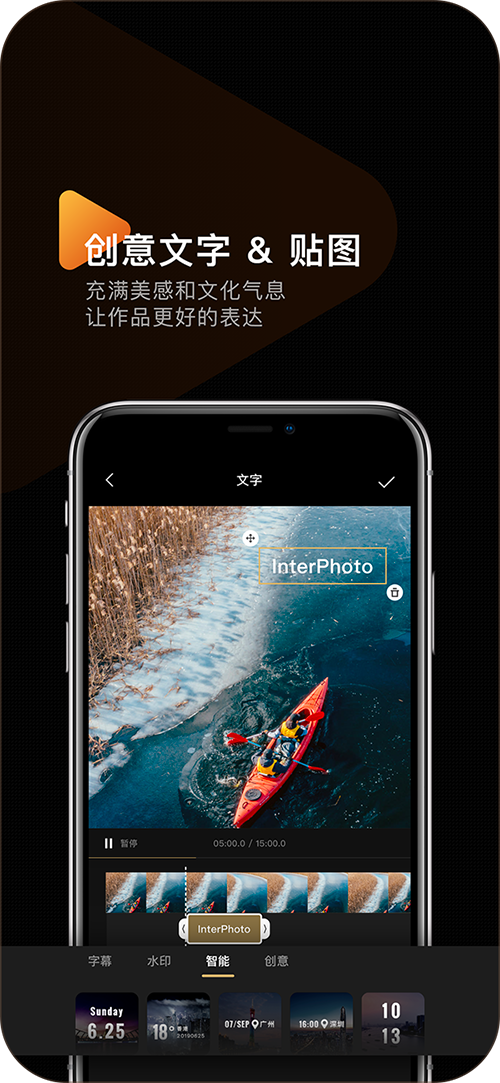 创意文字 & 贴图
充满美感和文化气息
让作品更好的表达
文字
InterPhoto
暂停
05:00.0 / 15:00.0
InterPhoto
字幕 水印 智能 创意
Sunday
6.25
18° 香港
20190625
07/SEP 广州
16:00 深圳
10
13